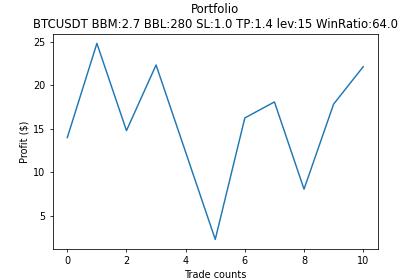 Portfolio
BTCUSDT BBM:2.7 BBL:280 SL:1.0 TP:1.4 lev:15 WinRatio:64.0
25
20
15
10
5
Profit ($)
0 2 4 6 8 10
Trade counts